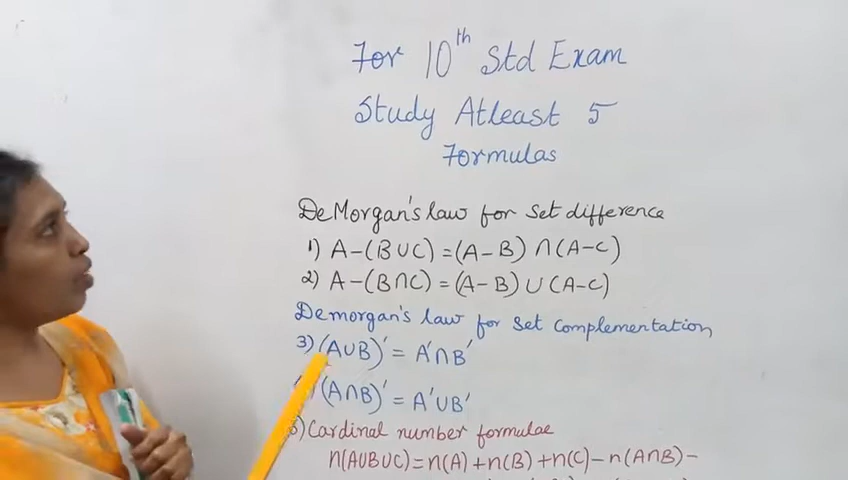 For 10th Std Exam
Study Atleast 5
Formulas
DeMorgan's law for Set difference
1) A-(B∪C) = (A-B) ∩ (A-C)
2) A-(B∩C) = (A-B) ∪ (A-C)
Demorgan's law for Set Complementation
3) (A∪B)' = A'∩B'
(A∩B)' = A'∪B'
5) Cardinal number formulae
n(A∪B∪C) = n(A) + n(B) + n(C) - n(A∩B) -